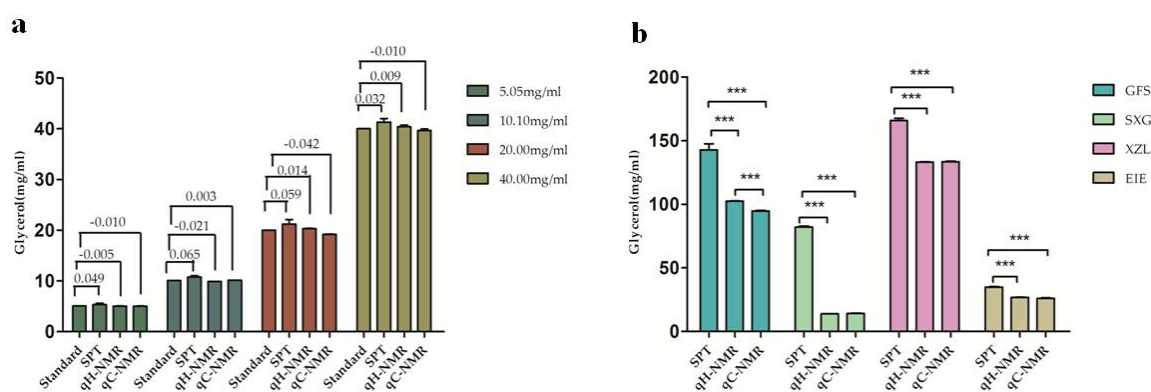 a
50
40
30
20
10
0
Glycerol(mg/ml)
0.049
-0.005
-0.010
0.065
-0.021
0.003
0.059
0.014
-0.042
0.032
0.009
-0.010
Standard
SPT
qH-NMR
qC-NMR
Standard
SPT
qH-NMR
qC-NMR
Standard
SPT
qH-NMR
qC-NMR
Standard
SPT
qH-NMR
qC-NMR
5.05mg/ml
10.10mg/ml
20.00mg/ml
40.00mg/ml
b
200
150
100
50
0
Glycerol(mg/ml)
***
***
***
***
***
***
***
***
***
SPT
qH-NMR
qC-NMR
SPT
qH-NMR
qC-NMR
SPT
qH-NMR
qC-NMR
SPT
qH-NMR
qC-NMR
GFS
SXG
XZL
EIE